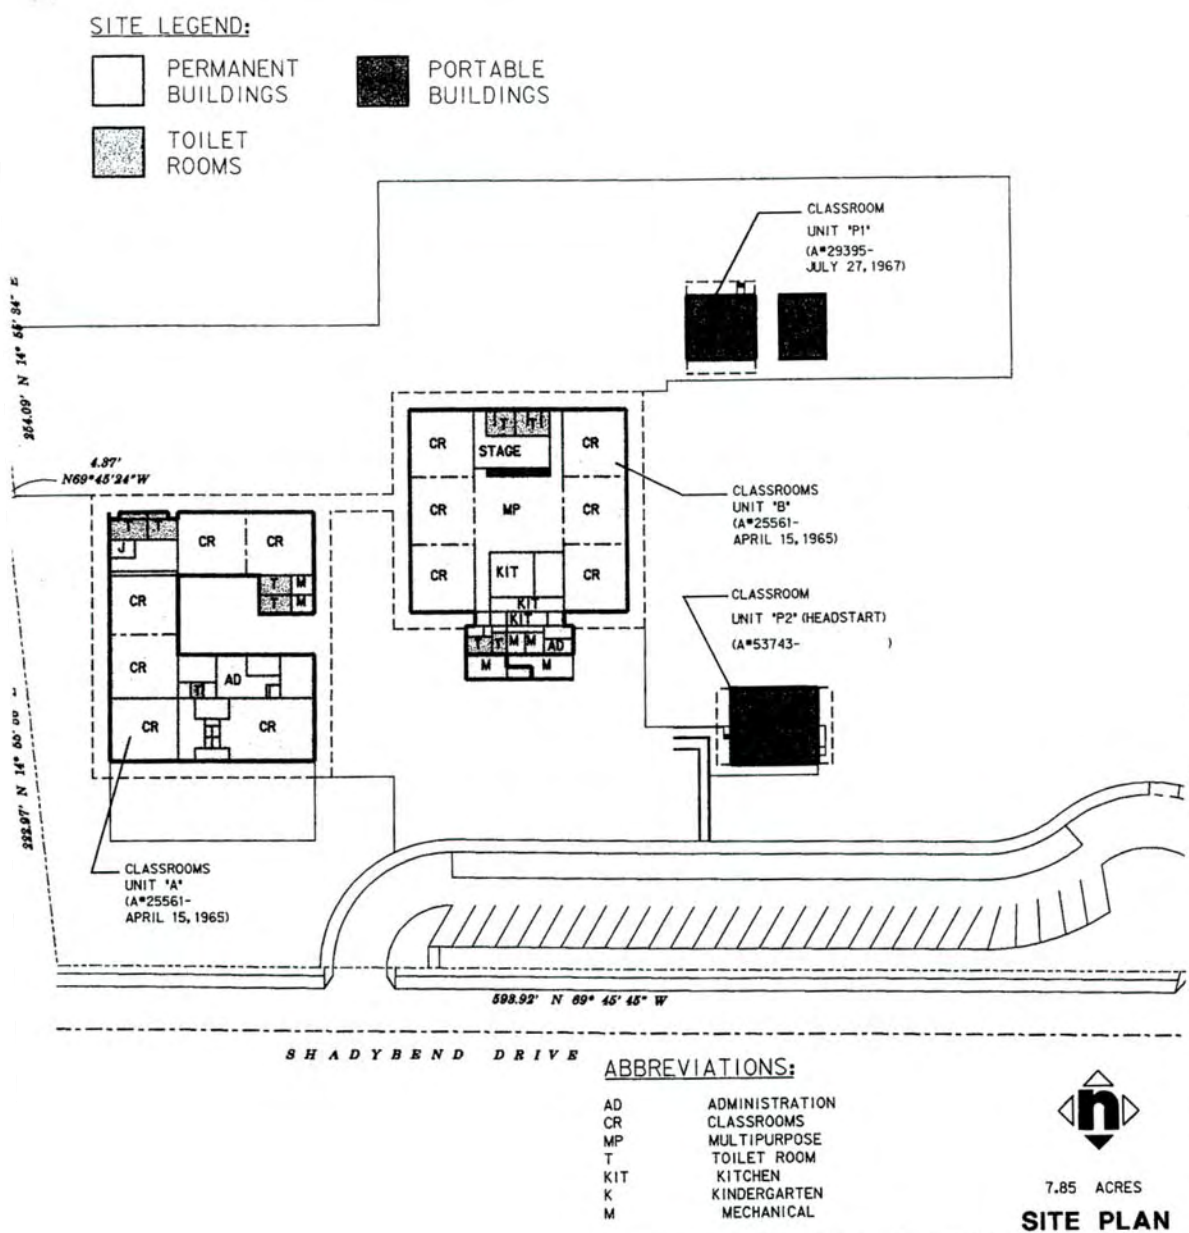 SITE LEGEND:
PERMANENT
BUILDINGS
PORTABLE
BUILDINGS
TOILET
ROOMS
CLASSROOM
UNIT "P1"
(A#29395-
JULY 27, 1967)
254.09' N 14° 55' 34" E
4.37'
N69°45'24"W
T T
STAGE
CR
CR
CLASSROOMS
UNIT "B"
(A#25561-
APRIL 15, 1965)
CR
MP
CR
T T
J
CR
CR
CR
KIT
CR
T M
T M
CR
KIT
KIT
CLASSROOM
UNIT "P2" (HEADSTART)
(A#53743- )
T T M M AD
M M
CR
T
AD
CR
CR
222.97' N 14°
CLASSROOMS
UNIT "A"
(A#25561-
APRIL 15, 1965)
598.92' N 69° 45' 45" W
SHADYBEND DRIVE
ABBREVIATIONS:
AD ADMINISTRATION
CR CLASSROOMS
MP MULTIPURPOSE
T TOILET ROOM
KIT KITCHEN
K KINDERGARTEN
M MECHANICAL
n
7.85 ACRES
SITE PLAN